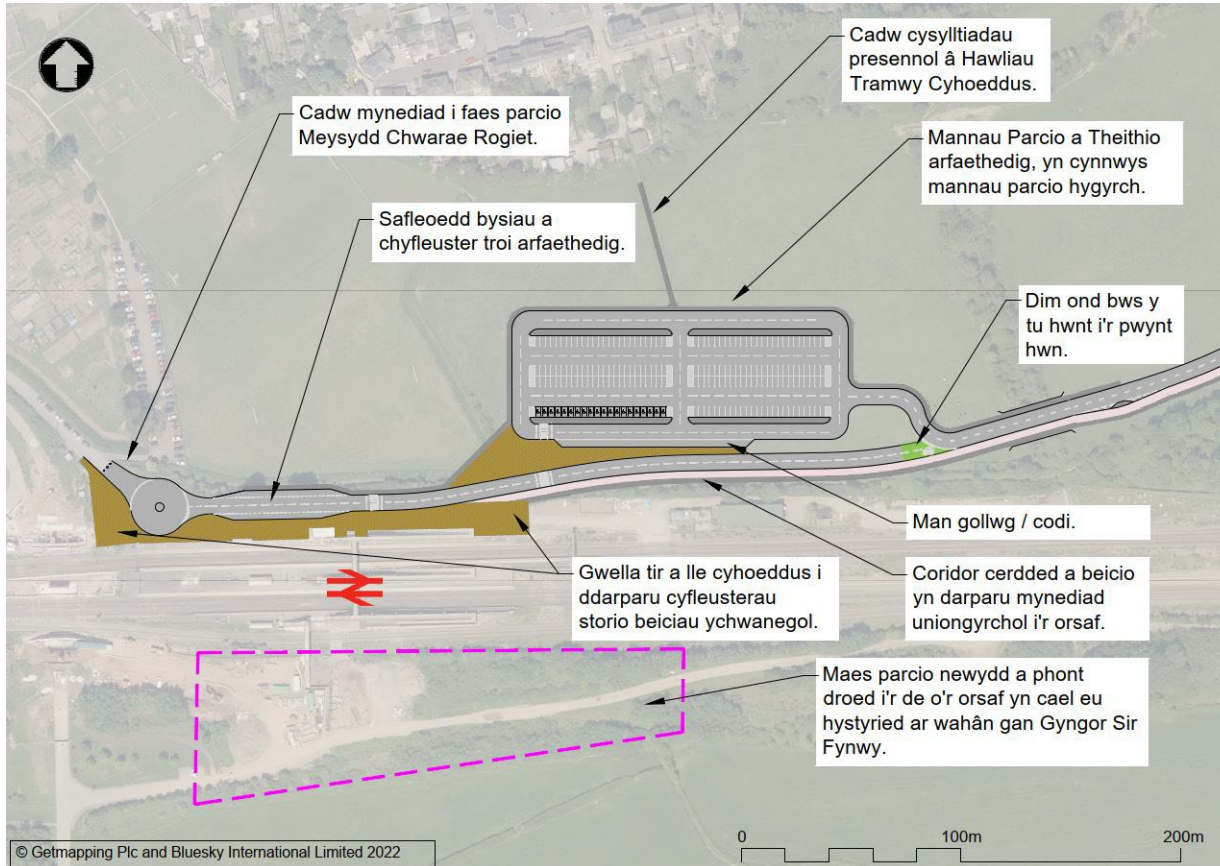 Cadw cysylltiadau
presennol â Hawliau
Tramwy Cyhoeddus.
Cadw mynediad i faes parcio
Meysydd Chwarae Rogiet.
Mannau Parcio a Theithio
arfaethedig, yn cynnwys
mannau parcio hygyrch.
Safleoedd bysiau a
chyfleuster troi arfaethedig.
Dim ond bws y
tu hwnt i'r pwynt
hwn.
Man gollwg / codi.
Gwella tir a lle cyhoeddus i
ddarparu cyfleusterau
storio beiciau ychwanegol.
Coridor cerdded a beicio
yn darparu mynediad
uniongyrchol i'r orsaf.
Maes parcio newydd a phont
droed i'r de o'r orsaf yn cael eu
hystyried ar wahân gan Gyngor Sir
Fynwy.
0 100m 200m
© Getmapping Plc and Bluesky International Limited 2022